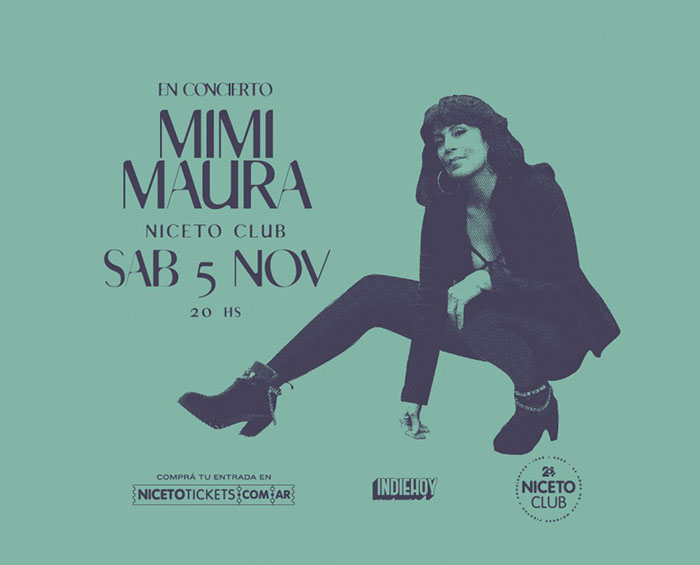 EN CONCIERTO
MIMI
MAURA
NICETO CLUB
SAB 5 NOV
20 HS
COMPRÁ TU ENTRADA EN
NICETOTICKETS.COM.AR
INDIEHOY
NICETO
CLUB